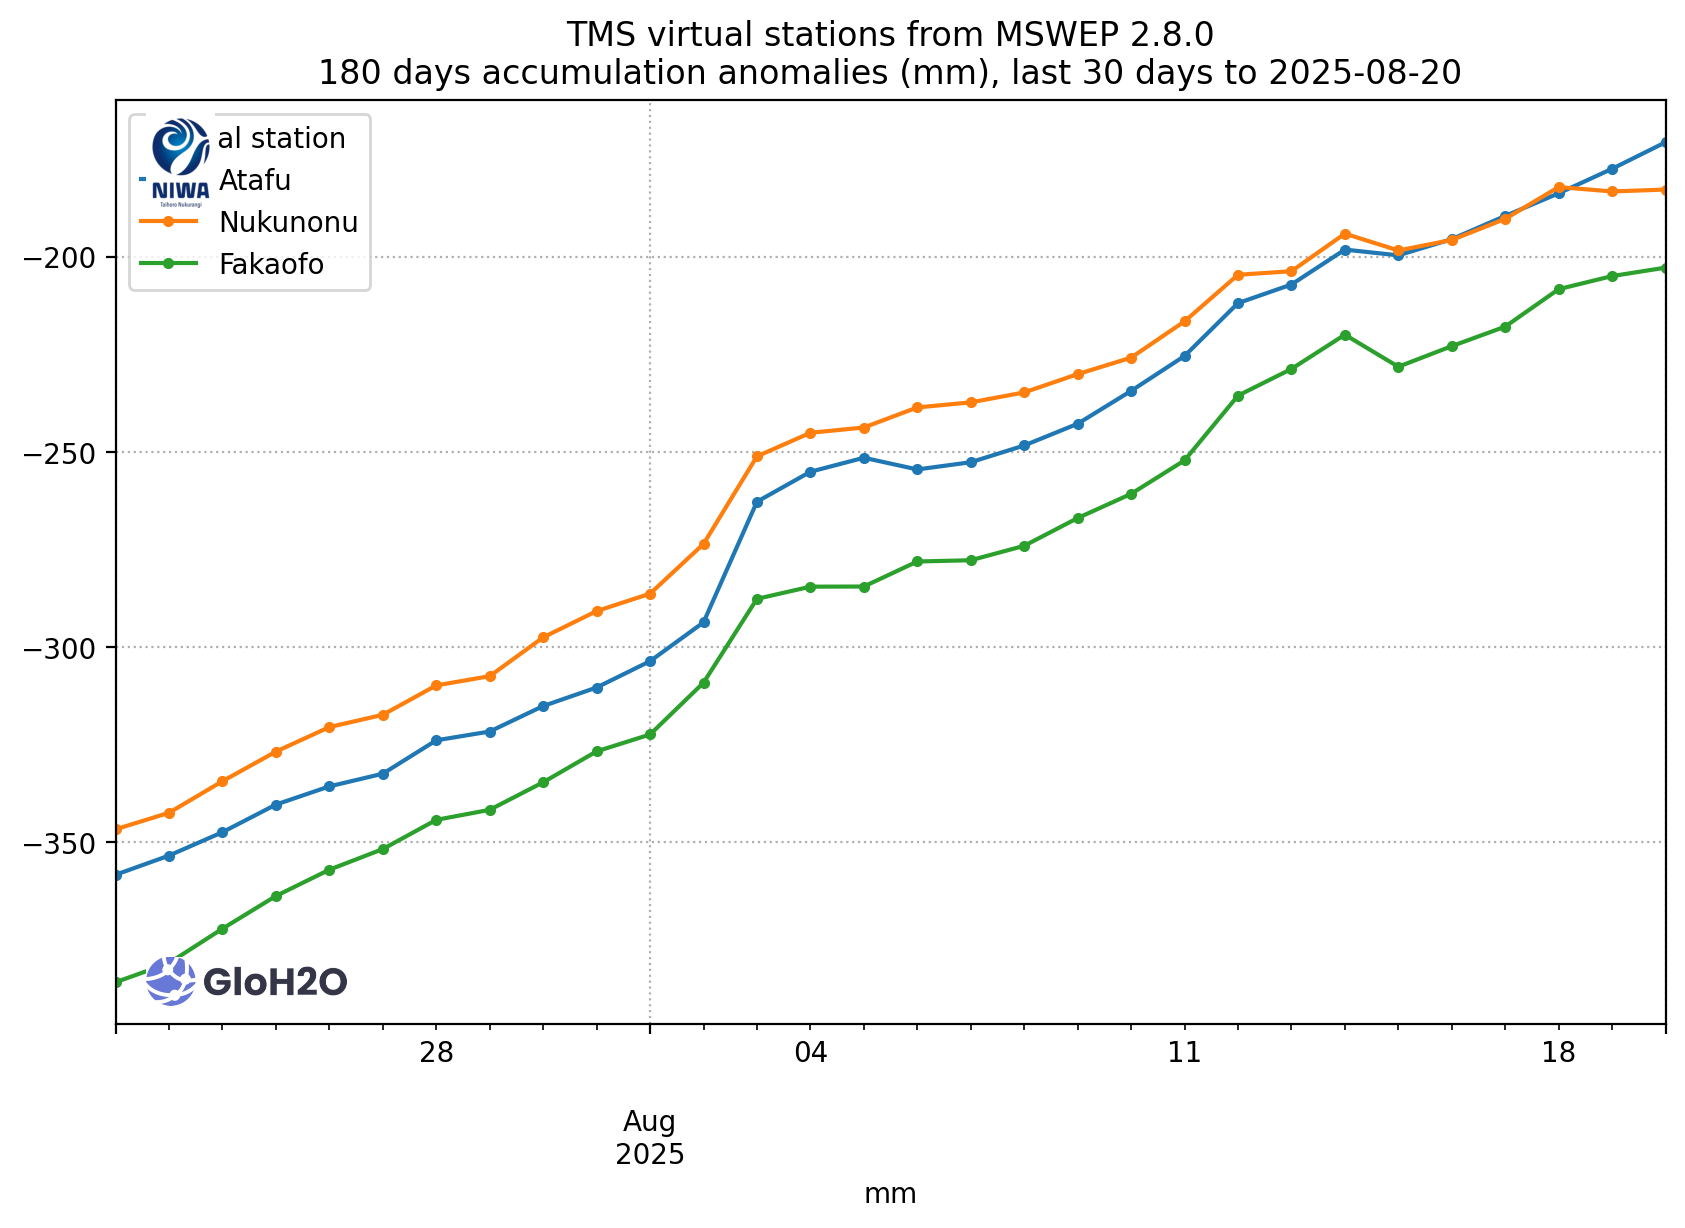 TMS virtual stations from MSWEP 2.8.0
180 days accumulation anomalies (mm), last 30 days to 2025-08-20
al station
Atafu
Nukunonu
Fakaofo
NIWA
Taihoro Nukurangi
−200
−250
−300
−350
GloH2O
28
04
11
18
Aug
2025
mm